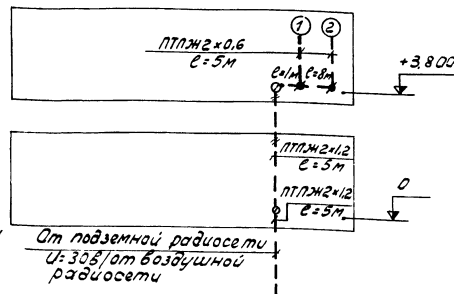 1 2
ПТПЖ2×0,6
ℓ=5м
ℓ=1м ℓ=8м
+3.800
ПТПЖ2×1,2
ℓ=5м
ПТПЖ2×1,2
ℓ=5м
0
От подземной радиосети
U=30в/от воздушной
радиосети